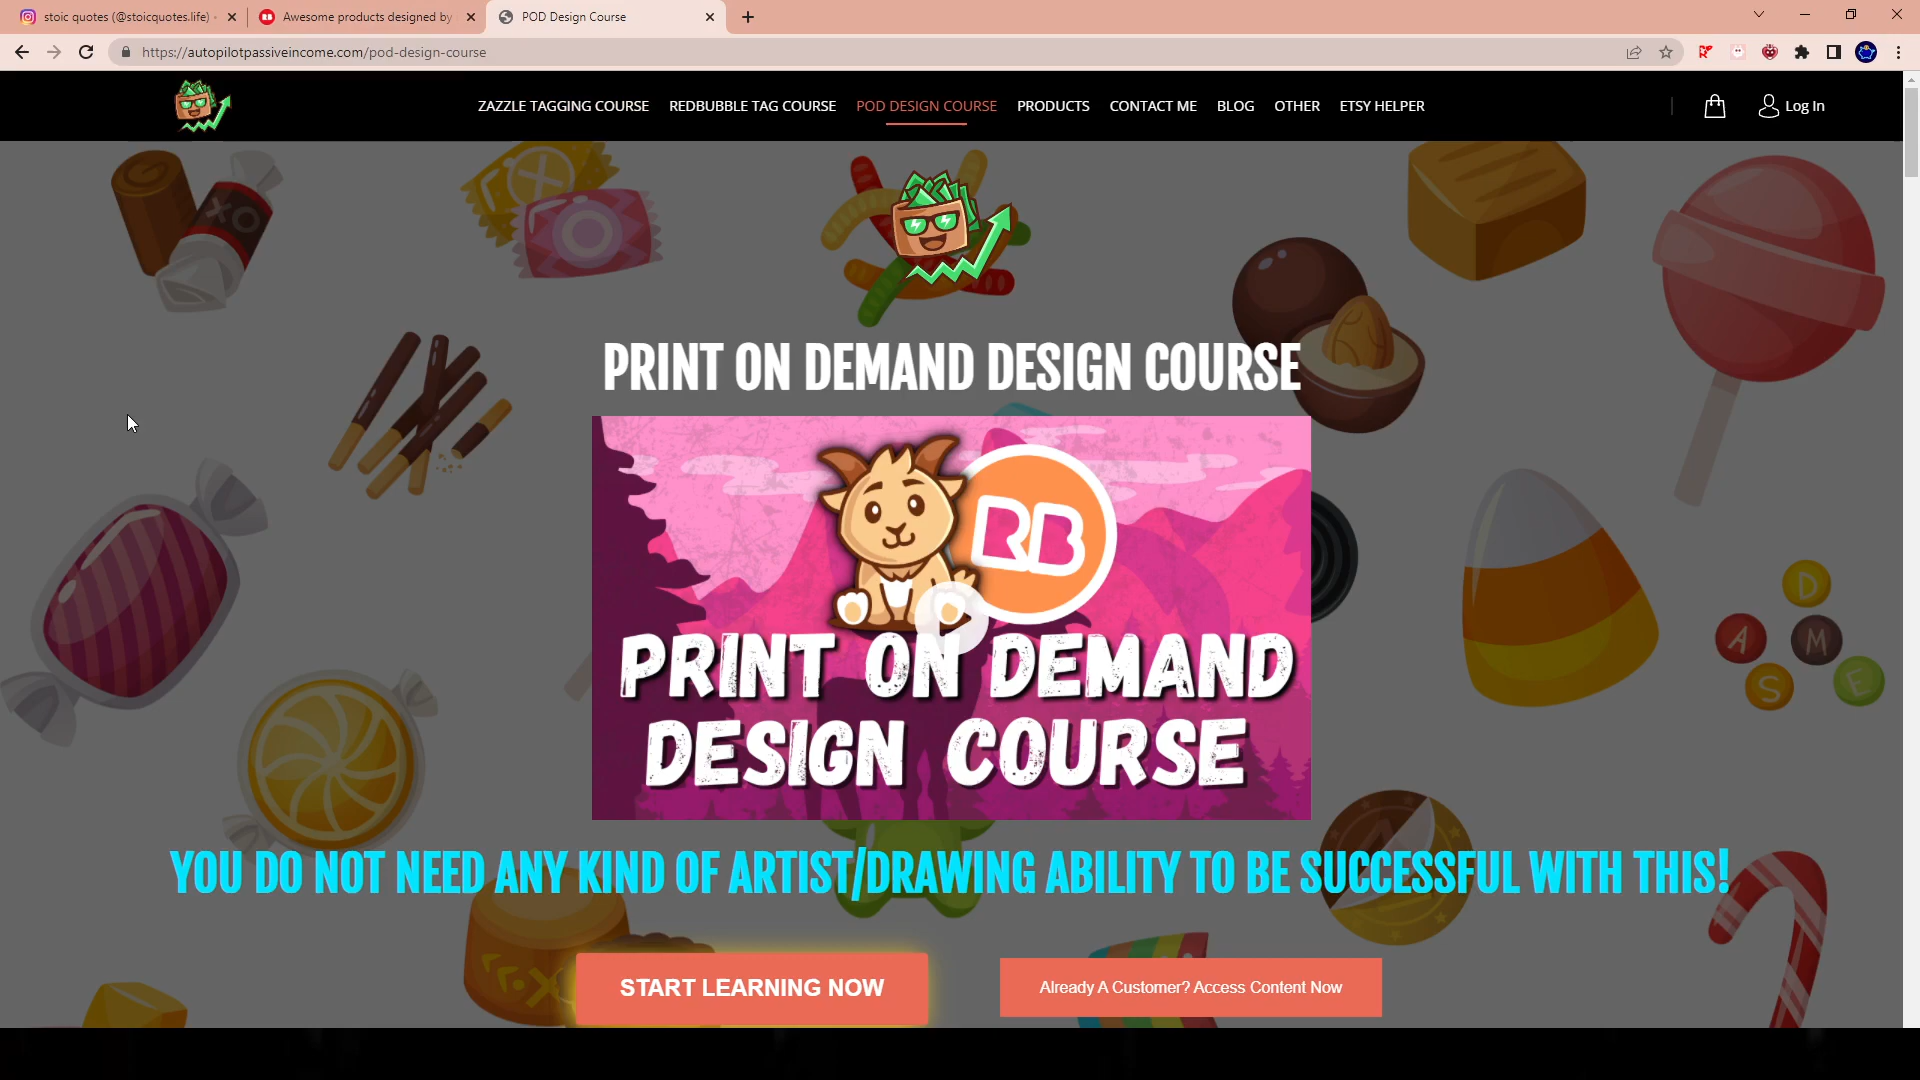 stoic quotes (@stoicquotes.life)
Awesome products designed by
POD Design Course
https://autopilotpassiveincome.com/pod-design-course
ZAZZLE TAGGING COURSE
REDBUBBLE TAG COURSE
POD DESIGN COURSE
PRODUCTS
CONTACT ME
BLOG
OTHER
ETSY HELPER
Log In
XO
PRINT ON DEMAND DESIGN COURSE
RB
PRINT ON DEMAND
DESIGN COURSE
D
A M
S E
YOU DO NOT NEED ANY KIND OF ARTIST/DRAWING ABILITY TO BE SUCCESSFUL WITH THIS!
START LEARNING NOW
Already A Customer? Access Content Now